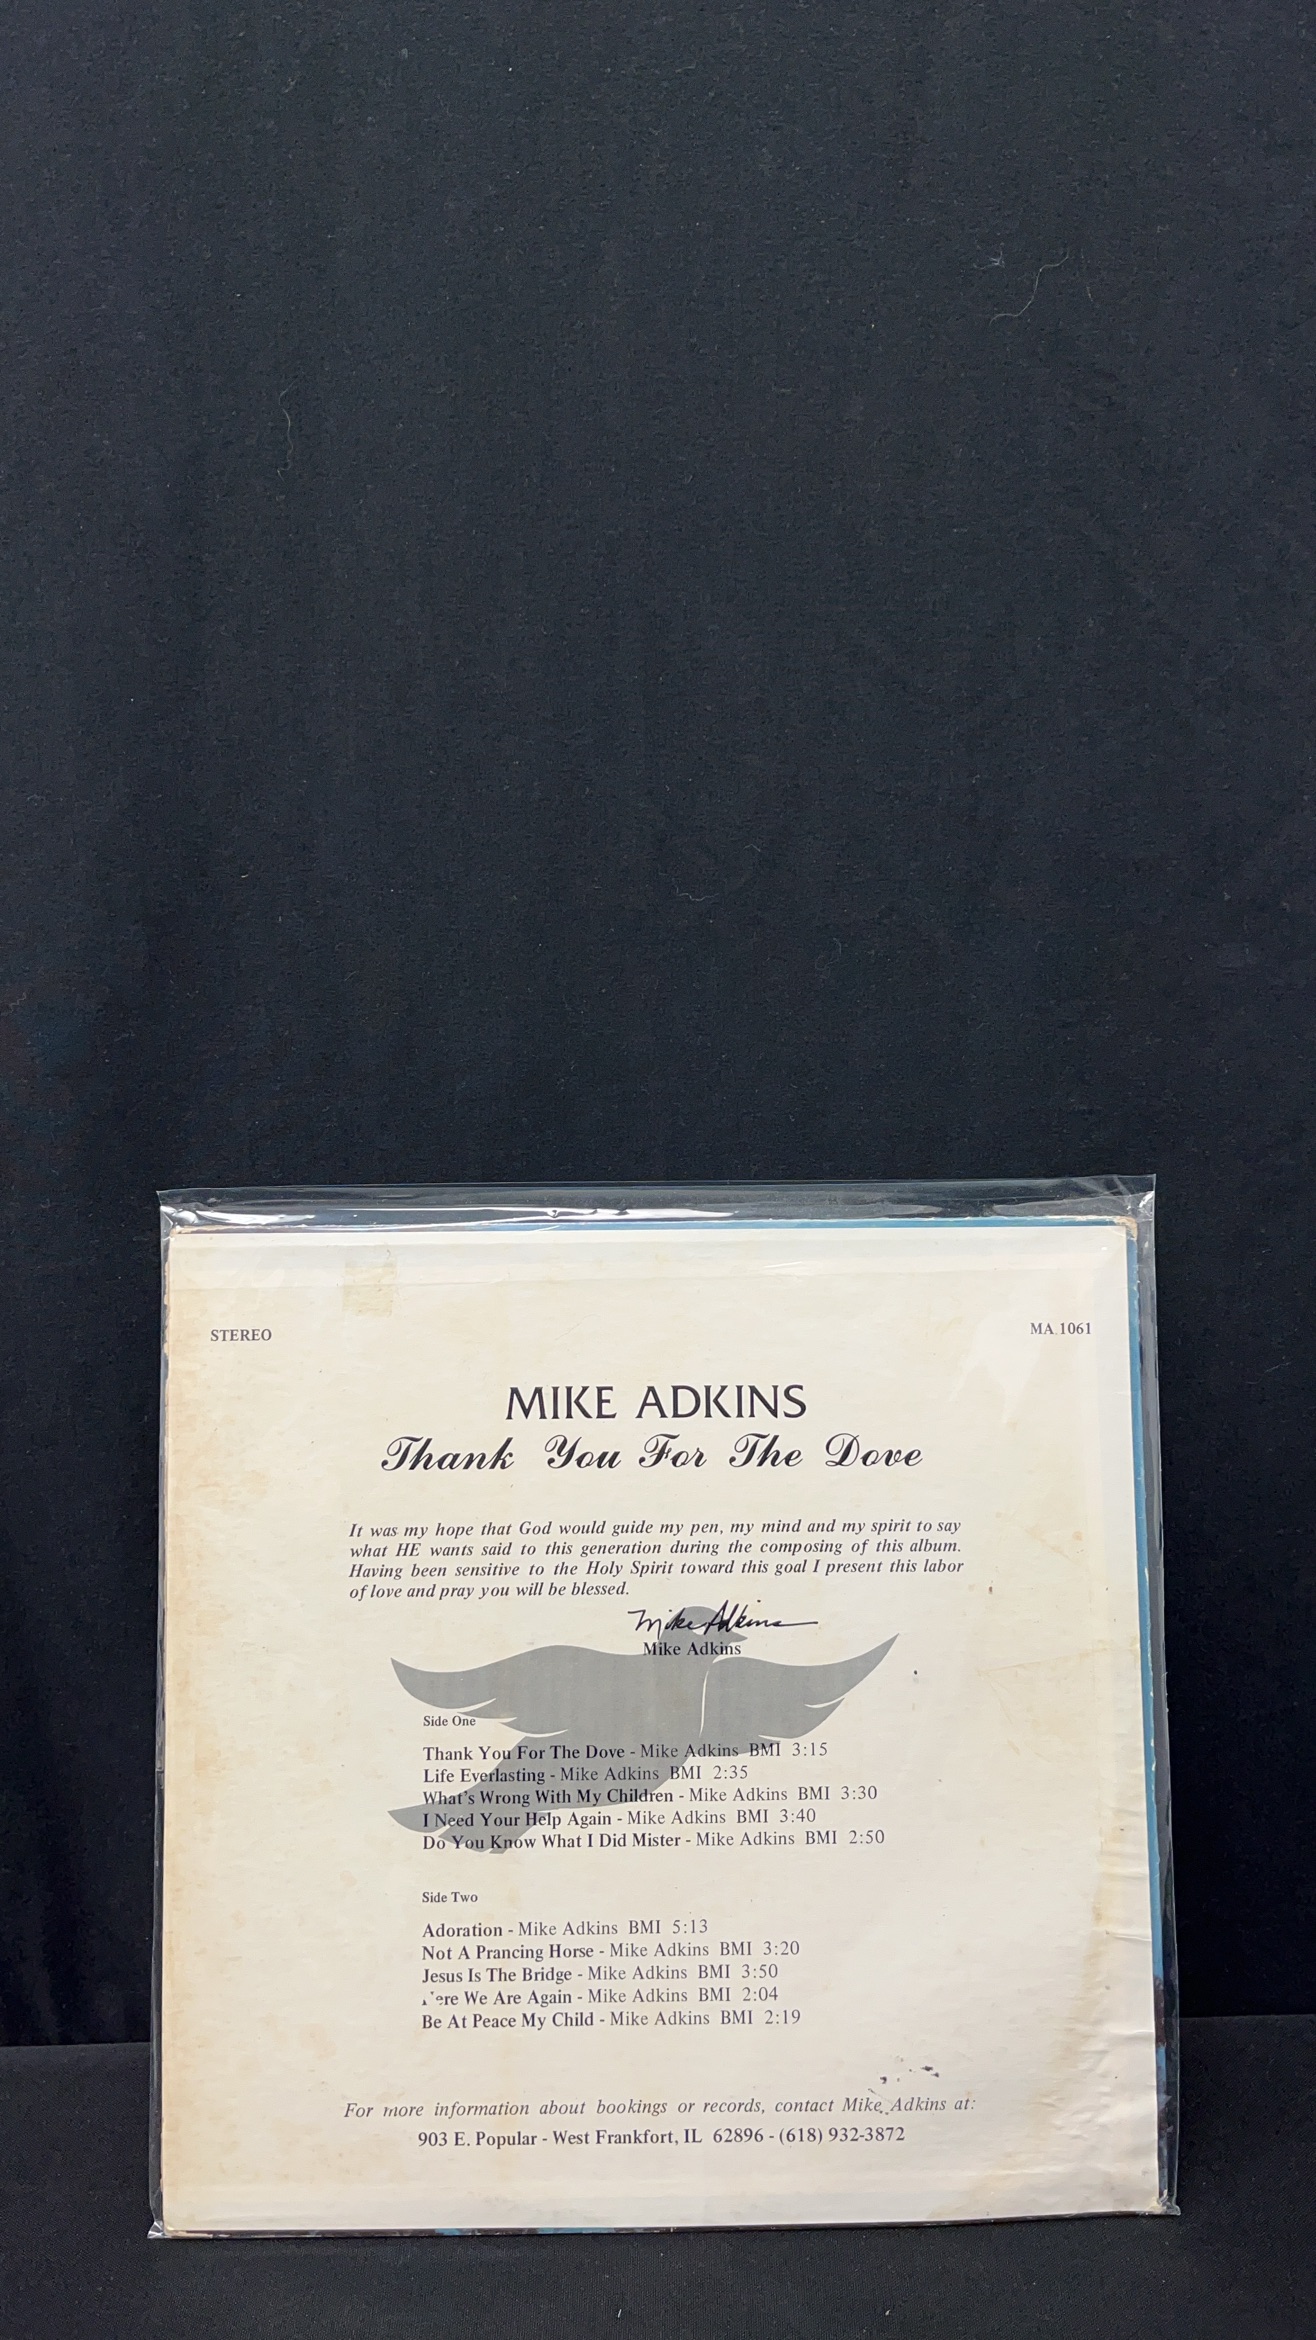 STEREO
MA 1061
MIKE ADKINS
Thank You For The Dove
It was my hope that God would guide my pen, my mind and my spirit to say
what HE wants said to this generation during the composing of this album.
Having been sensitive to the Holy Spirit toward this goal I present this labor
of love and pray you will be blessed.
Mike Adkins
Mike Adkins
Side One
Thank You For The Dove - Mike Adkins BMI 3:15
Life Everlasting - Mike Adkins BMI 2:35
What's Wrong With My Children - Mike Adkins BMI 3:30
I Need Your Help Again - Mike Adkins BMI 3:40
Do You Know What I Did Mister - Mike Adkins BMI 2:50
Side Two
Adoration - Mike Adkins BMI 5:13
Not A Prancing Horse - Mike Adkins BMI 3:20
Jesus Is The Bridge - Mike Adkins BMI 3:50
We Are Again - Mike Adkins BMI 2:04
Be At Peace My Child - Mike Adkins BMI 2:19
For more information about bookings or records, contact Mike Adkins at:
903 E. Popular - West Frankfort, IL 62896 - (618) 932-3872